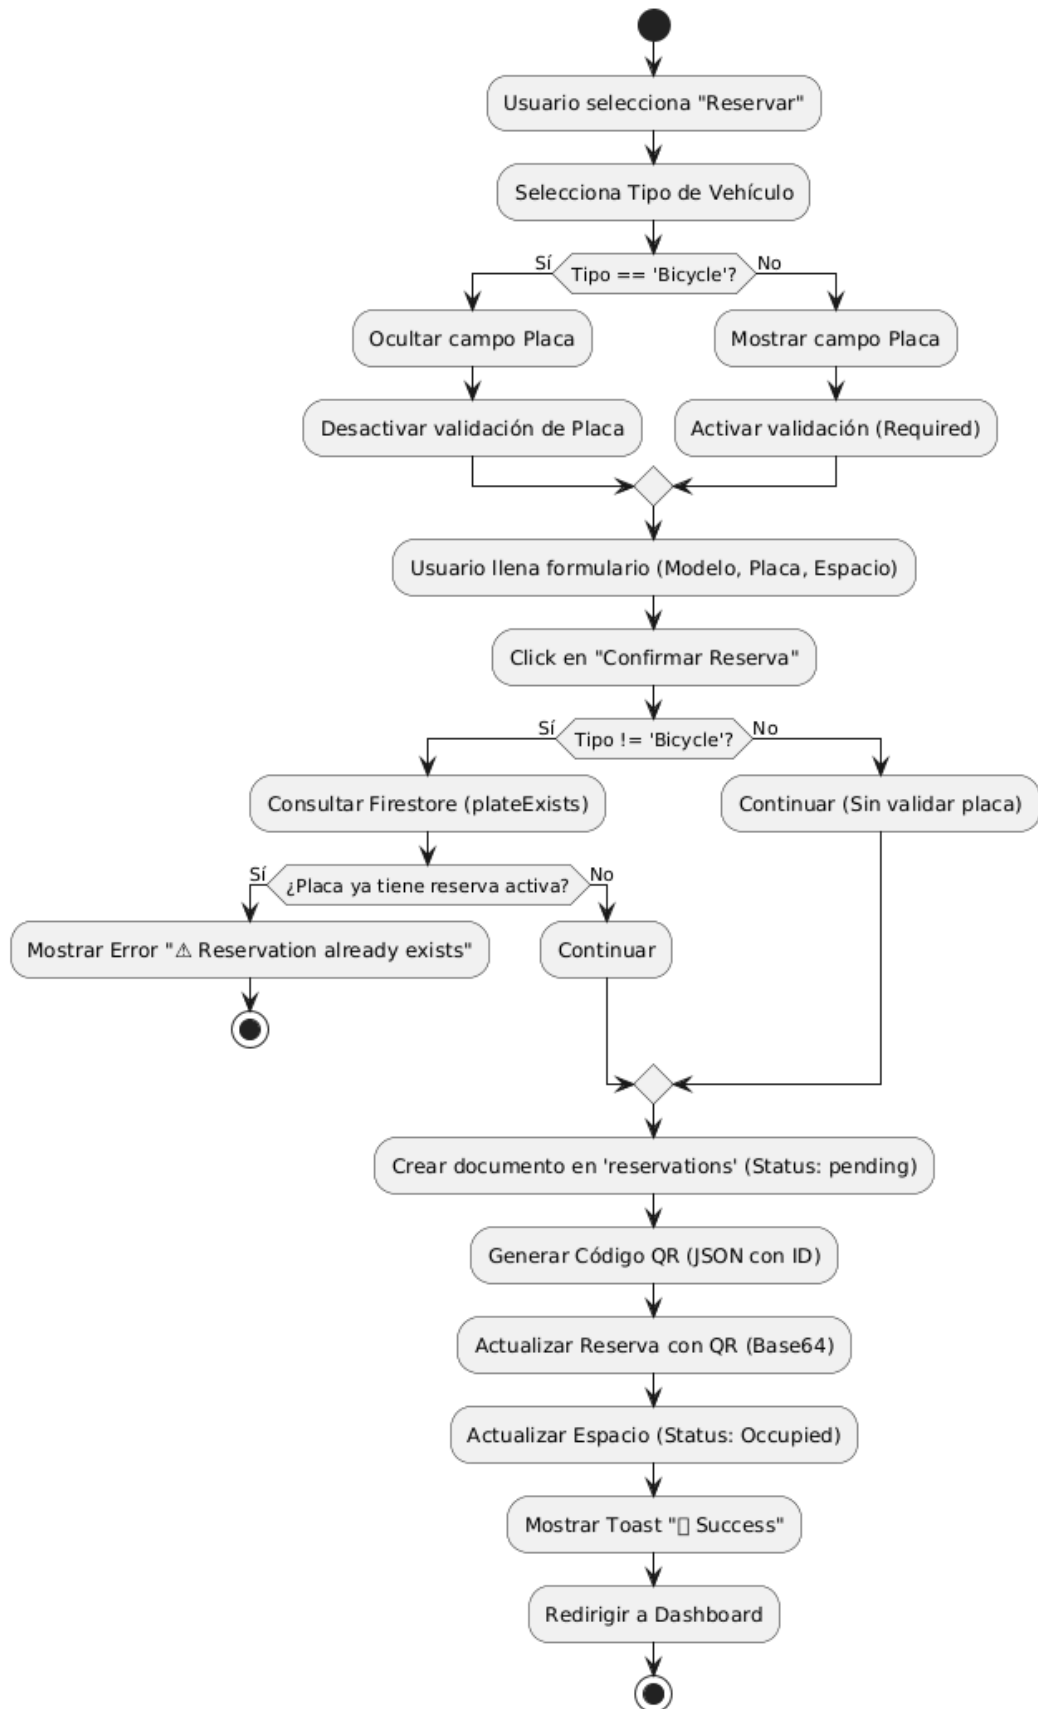 Usuario selecciona "Reservar"
Selecciona Tipo de Vehículo
Sí
Tipo == 'Bicycle'?
No
Ocultar campo Placa
Mostrar campo Placa
Desactivar validación de Placa
Activar validación (Required)
Usuario llena formulario (Modelo, Placa, Espacio)
Click en "Confirmar Reserva"
Sí
Tipo != 'Bicycle'?
No
Consultar Firestore (plateExists)
Continuar (Sin validar placa)
Sí
¿Placa ya tiene reserva activa?
No
Mostrar Error "⚠ Reservation already exists"
Continuar
Crear documento en 'reservations' (Status: pending)
Generar Código QR (JSON con ID)
Actualizar Reserva con QR (Base64)
Actualizar Espacio (Status: Occupied)
Mostrar Toast "▯ Success"
Redirigir a Dashboard